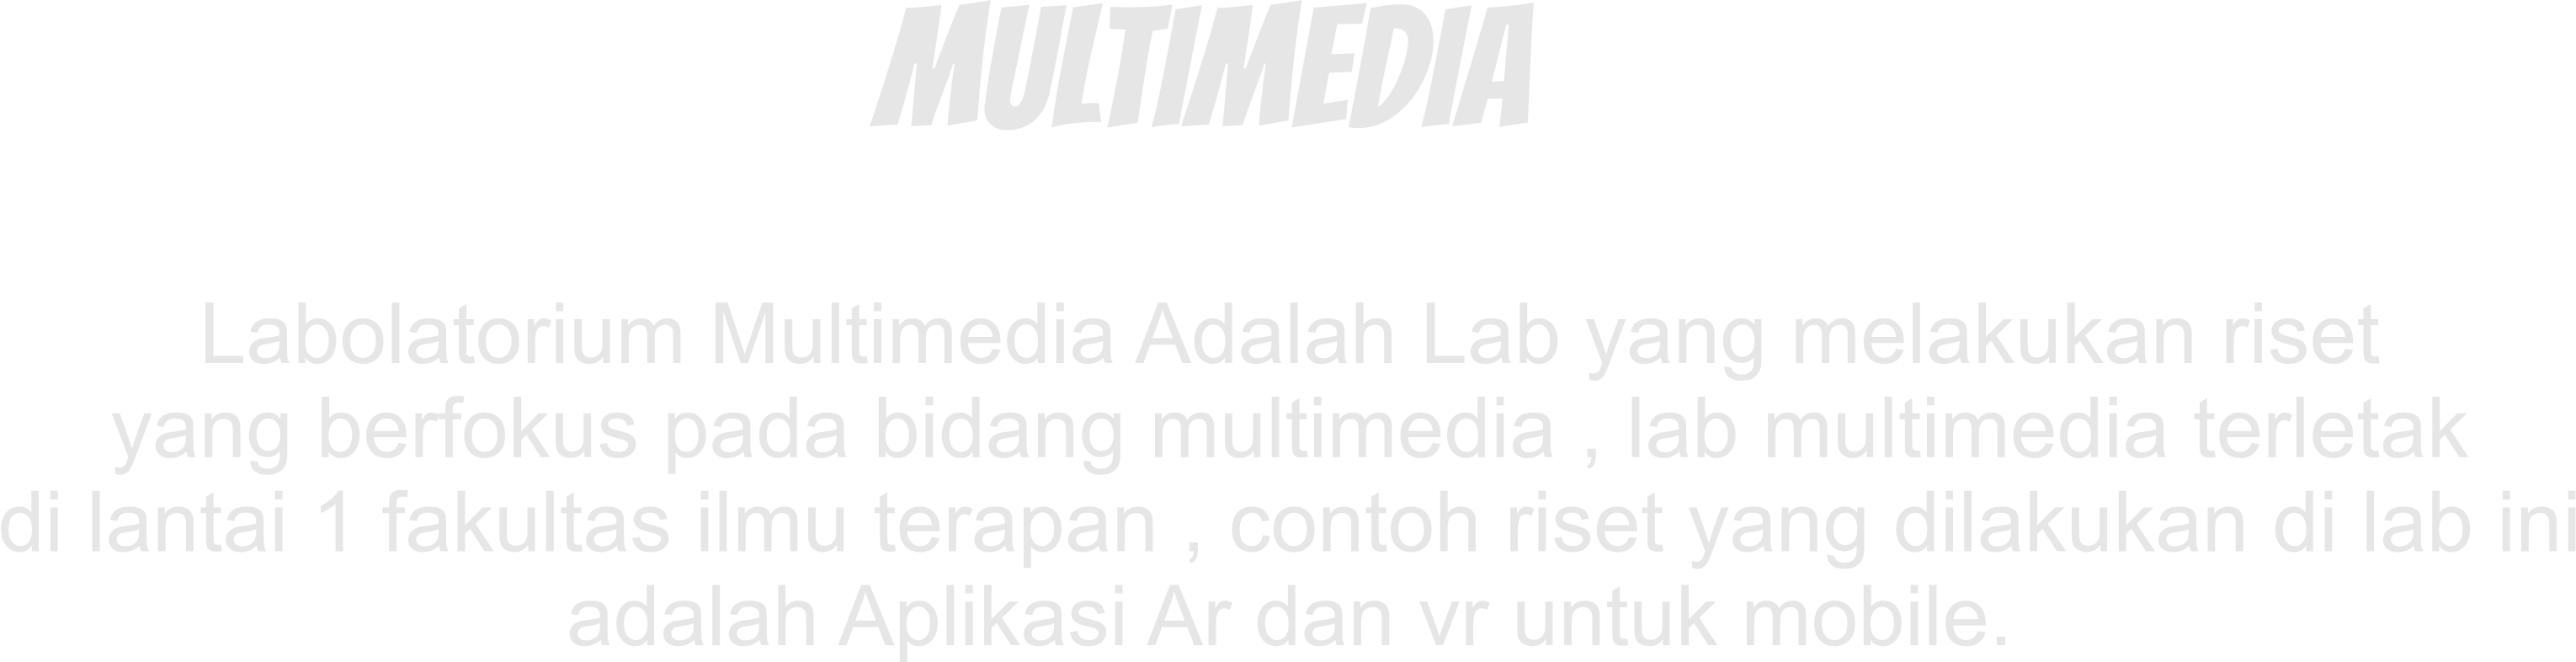 MULTIMEDIA
Labolatorium Multimedia Adalah Lab yang melakukan riset
yang berfokus pada bidang multimedia , lab multimedia terletak
di lantai 1 fakultas ilmu terapan , contoh riset yang dilakukan di lab ini
adalah Aplikasi Ar dan vr untuk mobile.